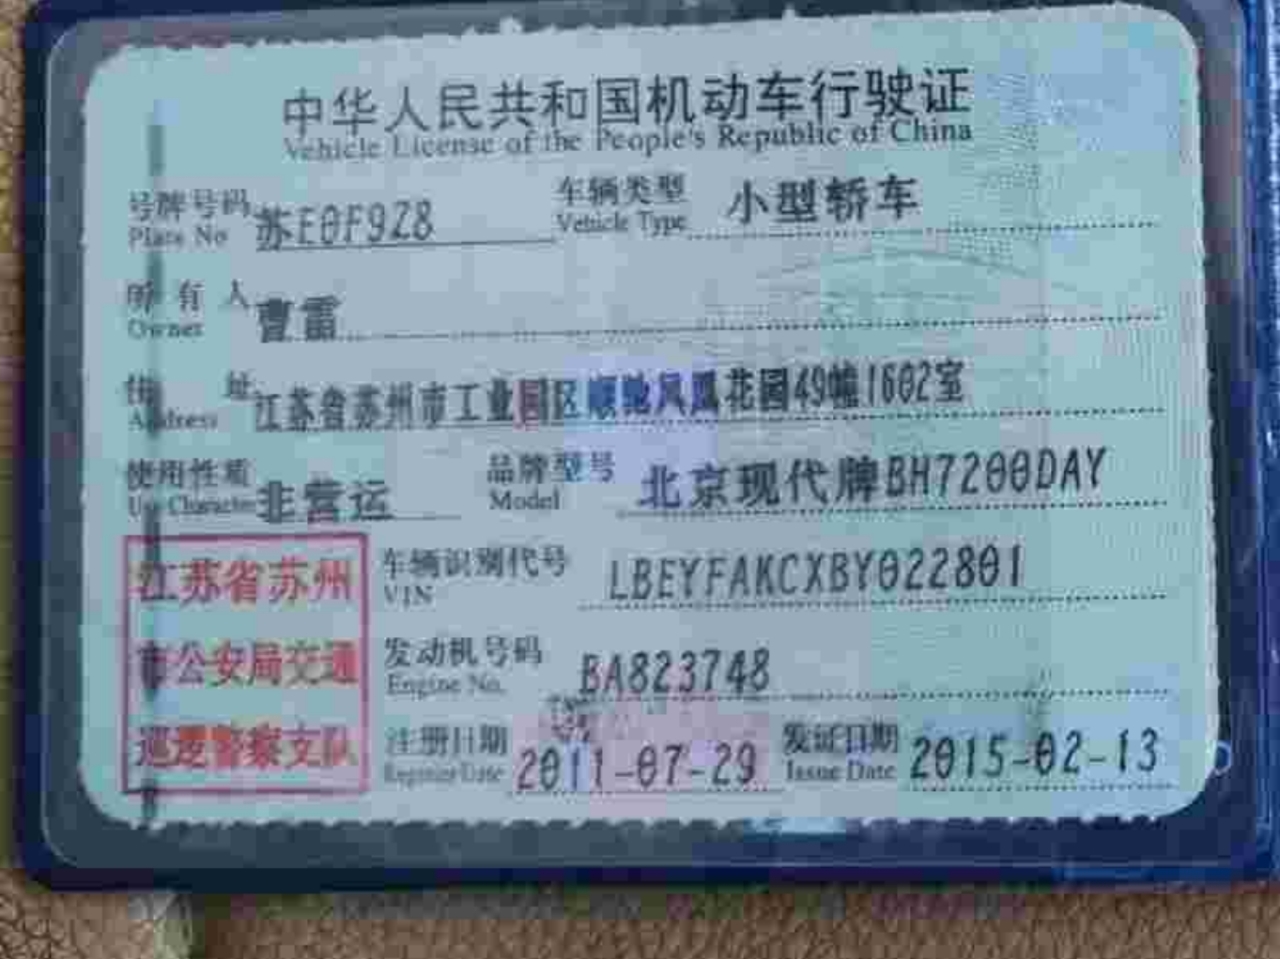 中华人民共和国机动车行驶证
Vehicle License of the People's Republic of China
号牌号码 苏E0F9Z8 车辆类型 小型轿车
Plate No Vehicle Type
所有人 曹雷
Owner
住址 江苏省苏州市工业园区顺驰凤凰花园49幢1602室
Address
使用性质 非营运 品牌型号 北京现代牌BH7200DAY
Use Character Model
江苏省苏州
市公安局交通
巡逻警察支队
车辆识别代号 LBEYFAKCXBY022801
VIN
发动机号码 BA823748
Engine No.
注册日期 2011-07-29 发证日期 2015-02-13
Register Date Issue Date